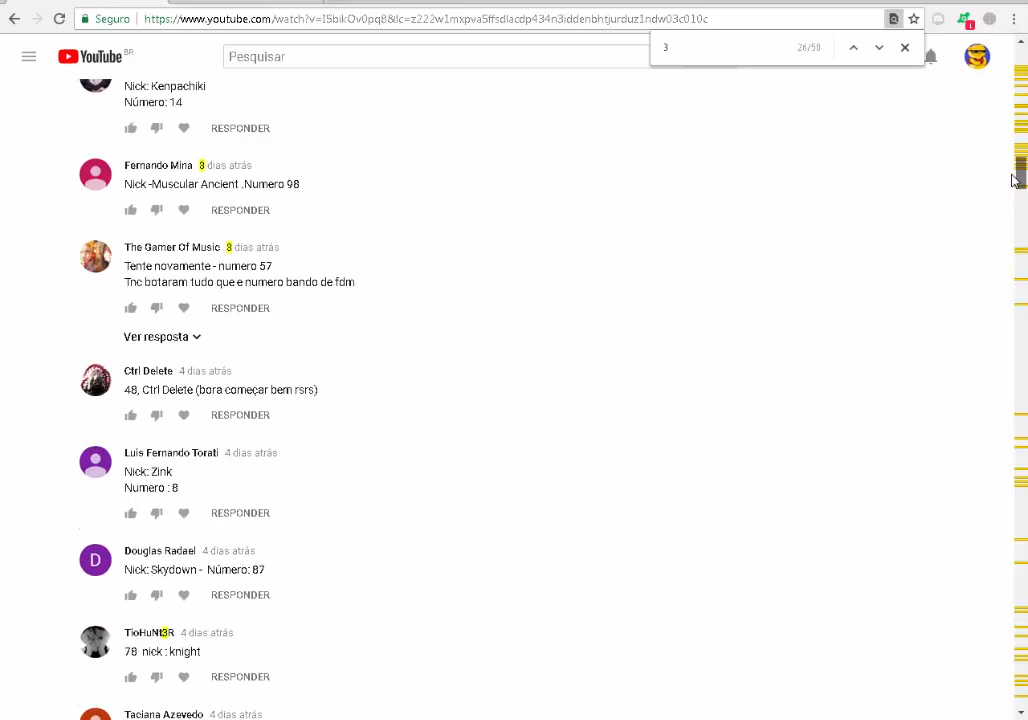 Seguro https://www.youtube.com/watch?v=I5bikOv0pq8&lc=z222w1mxpva5ffsdlacdp434n3iddenbhtjurduz1ndw03c010c
3 26/50
YouTube BR
Pesquisar
Nick: Kenpachiki
Número: 14
RESPONDER
Fernando Mina 3 dias atrás
Nick -Muscular Ancient .Numero 98
RESPONDER
The Gamer Of Music 3 dias atrás
Tente novamente - numero 57
Tnc botaram tudo que e numero bando de fdm
RESPONDER
Ver resposta
Ctrl Delete 4 dias atrás
48, Ctrl Delete (bora começar bem rsrs)
RESPONDER
Luis Fernando Torati 4 dias atrás
Nick: Zink
Numero : 8
RESPONDER
D
Douglas Radael 4 dias atrás
Nick: Skydown - Número: 87
RESPONDER
TioHuNt3R 4 dias atrás
78 nick : knight
RESPONDER
Taciana Azevedo 4 dias atrás